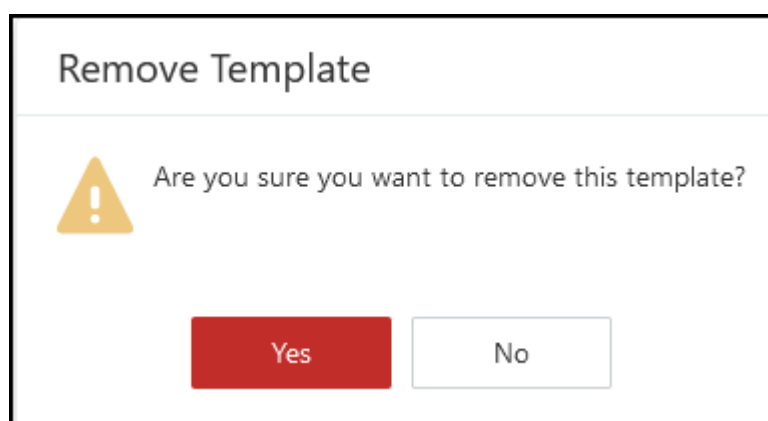 Remove Template
Are you sure you want to remove this template?
Yes No